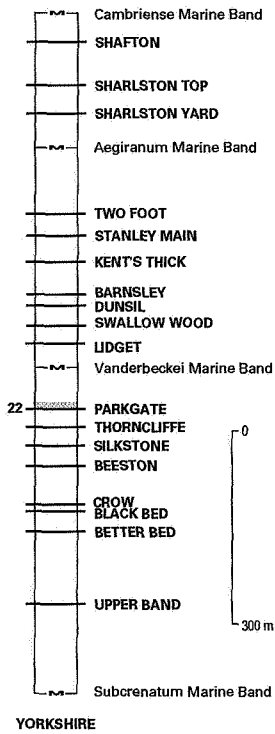 M Cambriense Marine Band
SHAFTON
SHARLSTON TOP
SHARLSTON YARD
M Aegiranum Marine Band
TWO FOOT
STANLEY MAIN
KENT'S THICK
BARNSLEY
DUNSIL
SWALLOW WOOD
LIDGET
M Vanderbeckei Marine Band
22 PARKGATE
THORNCLIFFE
0
SILKSTONE
BEESTON
CROW
BLACK BED
BETTER BED
UPPER BAND
300 m
M Subcrenatum Marine Band
YORKSHIRE